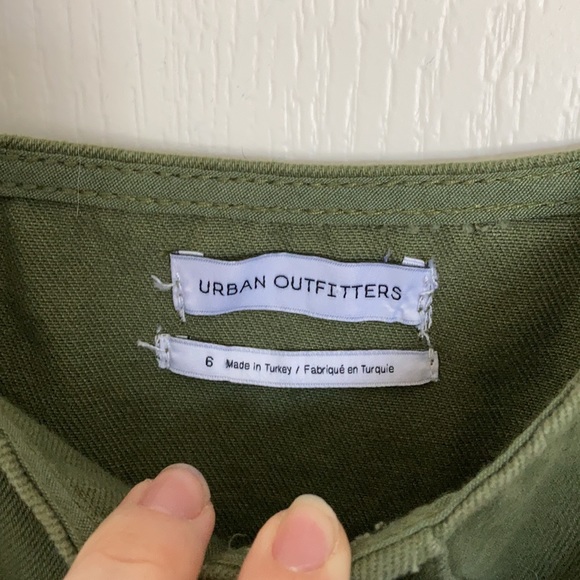 URBAN OUTFITTERS
6 Made in Turkey / Fabriqué en Turquie